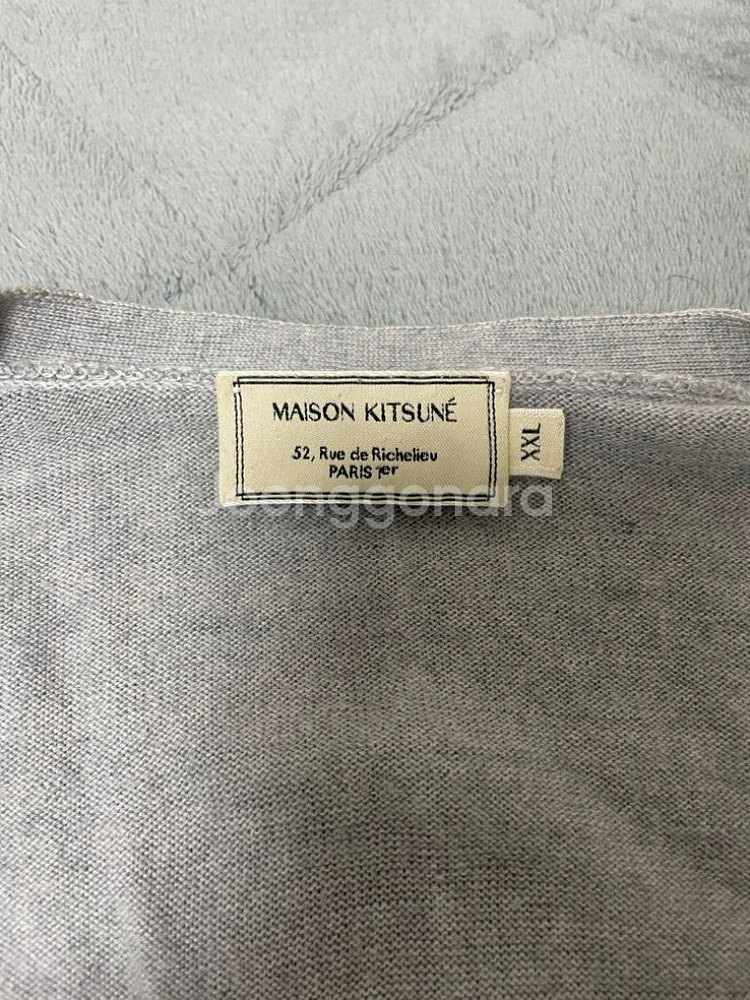 MAISON KITSUNÉ
52, Rue de Richelieu
PARIS 1er
XXL